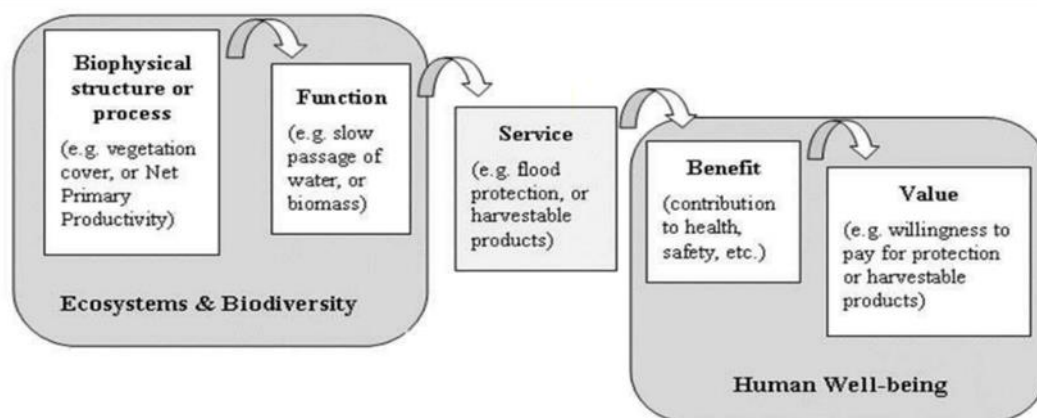 Biophysical
structure or
process
(e.g. vegetation
cover, or Net
Primary
Productivity)
Function
(e.g. slow
passage of
water, or
biomass)
Ecosystems & Biodiversity
Service
(e.g. flood
protection, or
harvestable
products)
Benefit
(contribution
to health,
safety, etc.)
Value
(e.g. willingness to
pay for protection
or harvestable
products)
Human Well-being